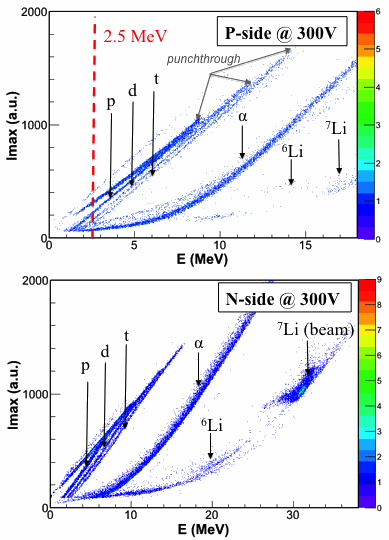 2000
P-side @ 300V
2.5 MeV
punchthrough
p d t
α
⁶Li
⁷Li
1000
Imax (a.u.)
0
0 5 10 15
E (MeV)
6
5
4
3
2
1
0
2000
N-side @ 300V
⁷Li (beam)
p d t
α
⁶Li
1000
Imax (a.u.)
0
0 10 20 30
E (MeV)
9
8
7
6
5
4
3
2
1
0